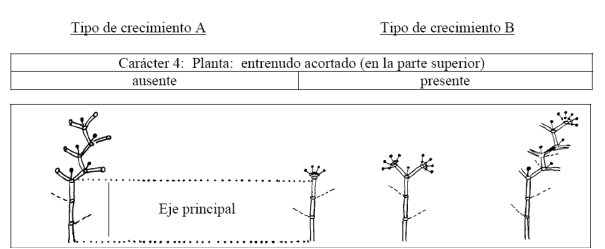 Tipo de crecimiento A
Tipo de crecimiento B
Carácter 4: Planta: entrenudo acortado (en la parte superior)
ausente
presente
Eje principal